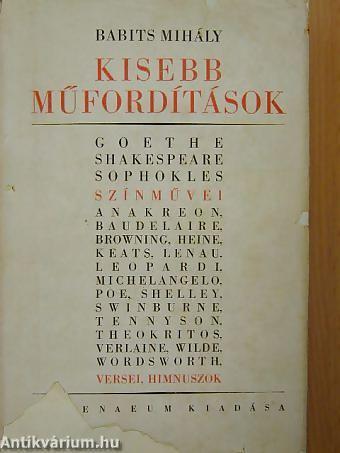 BABITS MIHÁLY
KISEBB
MŰFORDÍTÁSOK
GOETHE
SHAKESPEARE
SOPHOKLES
SZÍNMŰVEI
ANAKREON,
BAUDELAIRE,
BROWNING, HEINE,
KEATS, LENAU,
LEOPARDI,
MICHELANGELO,
POE, SHELLEY,
SWINBURNE,
TENNYSON,
THEOKRITOS,
VERLAINE, WILDE,
WORDSWORTH,
VERSEI, HIMNUSZOK
ENAEUM KIADÁSA
Antikvárium.hu